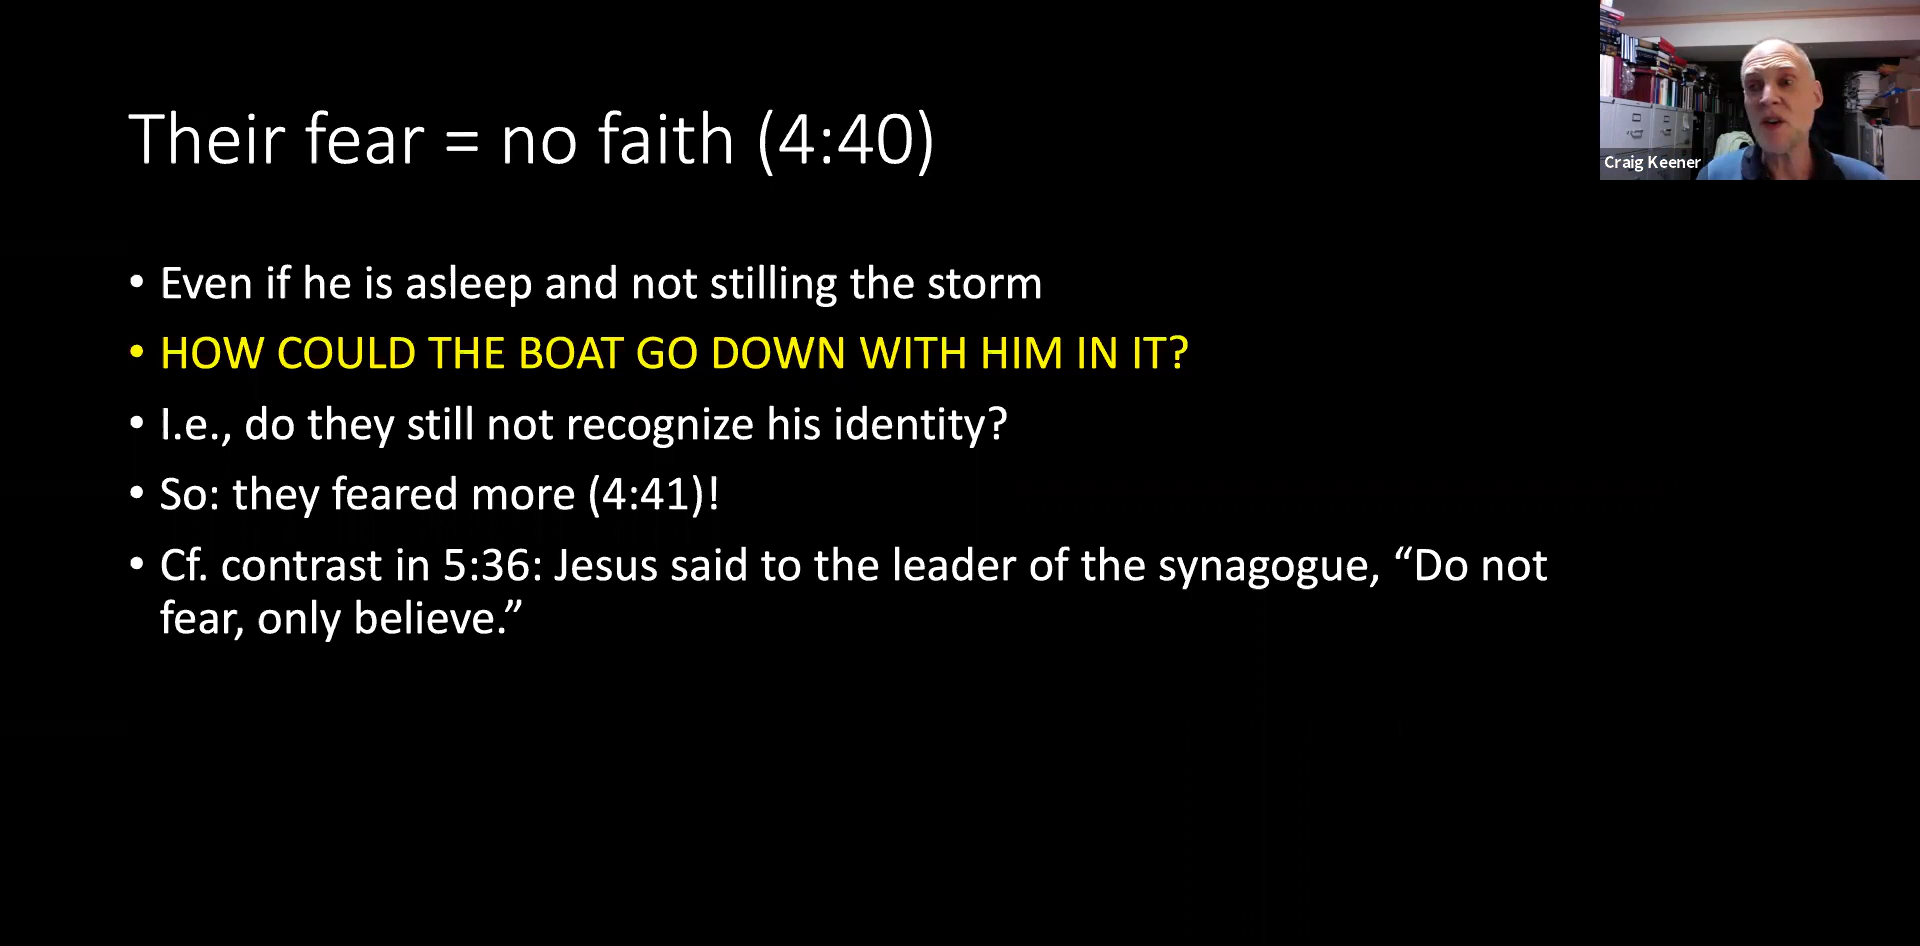 Their fear = no faith (4:40)
Craig Keener
• Even if he is asleep and not stilling the storm
• HOW COULD THE BOAT GO DOWN WITH HIM IN IT?
• I.e., do they still not recognize his identity?
• So: they feared more (4:41)!
• Cf. contrast in 5:36: Jesus said to the leader of the synagogue, “Do not
fear, only believe.”